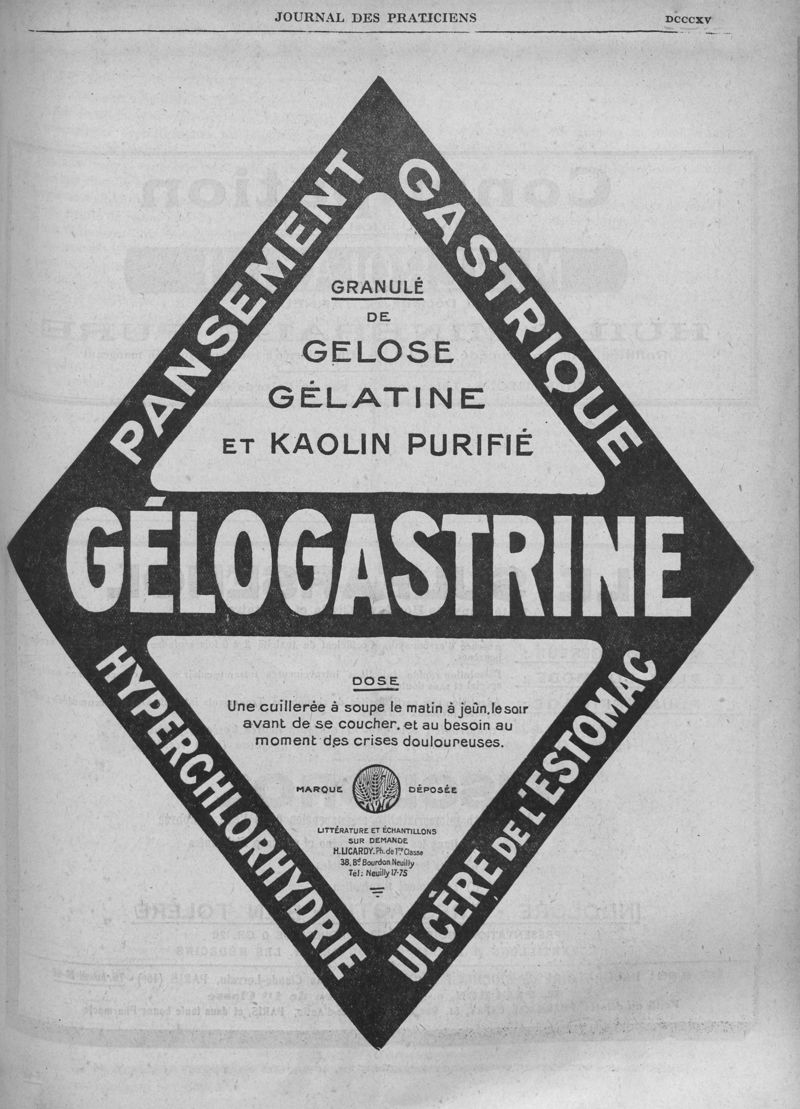 JOURNAL DES PRATICIENS
DCCCXV
PANSEMENT
GASTRIQUE
GRANULÉ
DE
GELOSE
GÉLATINE
ET KAOLIN PURIFIÉ
GÉLOGASTRINE
HYPERCHLORHYDRIE
ULCÈRE DE L'ESTOMAC
DOSE
Une cuillerée à soupe le matin à jeûn, le soir
avant de se coucher. et au besoin au
moment des crises douloureuses.
MARQUE DÉPOSÉE
LITTÉRATURE ET ÉCHANTILLONS
SUR DEMANDE
H. LICARDY. Ph. de 1re Classe
38, Bd Bourdon Neuilly
Tel: Neuilly 17-75